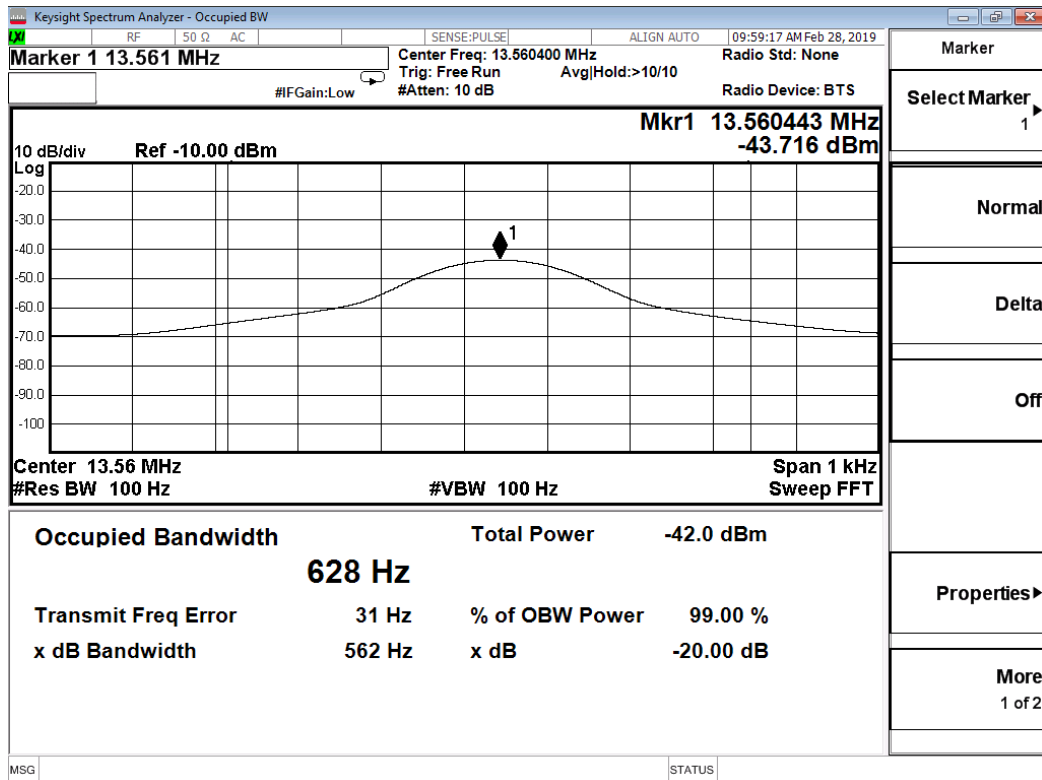 Keysight Spectrum Analyzer - Occupied BW
LXI RF 50 Ω AC SENSE:PULSE ALIGN AUTO 09:59:17 AM Feb 28, 2019
Marker 1 13.561 MHz
Center Freq: 13.560400 MHz Radio Std: None
Trig: Free Run Avg|Hold:>10/10
#IFGain:Low #Atten: 10 dB Radio Device: BTS
Mkr1 13.560443 MHz
-43.716 dBm
10 dB/div Ref -10.00 dBm
Log
-20.0
-30.0
-40.0
-50.0
-60.0
-70.0
-80.0
-90.0
-100
1
Center 13.56 MHz Span 1 kHz
#Res BW 100 Hz #VBW 100 Hz Sweep FFT
Occupied Bandwidth Total Power -42.0 dBm
628 Hz
Transmit Freq Error 31 Hz % of OBW Power 99.00 %
x dB Bandwidth 562 Hz x dB -20.00 dB
MSG STATUS
Marker
Select Marker
1
Normal
Delta
Off
Properties
More
1 of 2